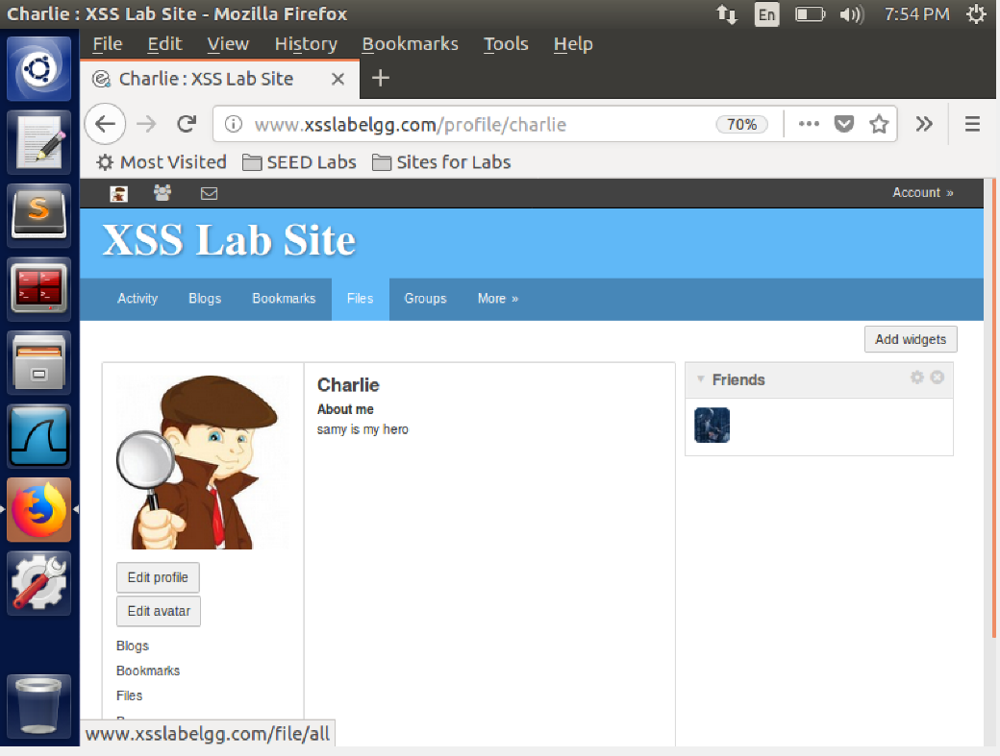 Charlie : XSS Lab Site - Mozilla Firefox
En
7:54 PM
File Edit View History Bookmarks Tools Help
Charlie : XSS Lab Site
www.xsslabelgg.com/profile/charlie
70%
Most Visited SEED Labs Sites for Labs
Account »
XSS Lab Site
Activity Blogs Bookmarks Files Groups More »
Add widgets
Charlie
About me
samy is my hero
Friends
Edit profile
Edit avatar
Blogs
Bookmarks
Files
www.xsslabelgg.com/file/all